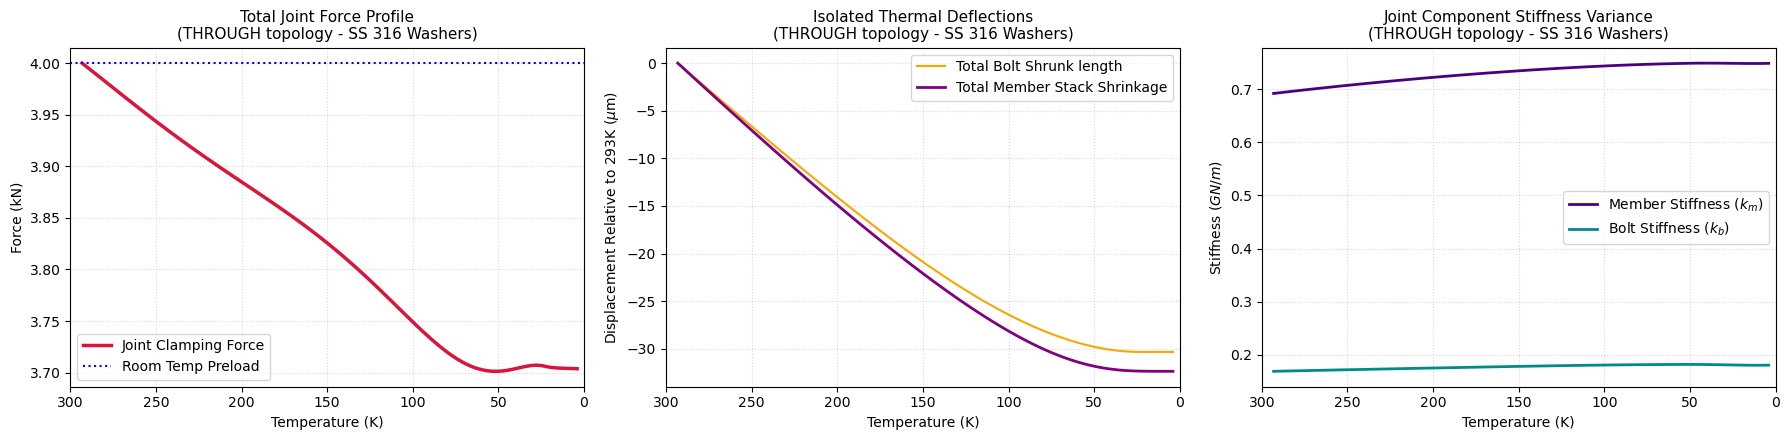 Total Joint Force Profile
(THROUGH topology - SS 316 Washers)
Force (kN)
4.00
3.95
3.90
3.85
3.80
3.75
3.70
Joint Clamping Force
Room Temp Preload
300 250 200 150 100 50 0
Temperature (K)
Isolated Thermal Deflections
(THROUGH topology - SS 316 Washers)
Displacement Relative to 293K (μm)
0
−5
−10
−15
−20
−25
−30
Total Bolt Shrunk length
Total Member Stack Shrinkage
300 250 200 150 100 50 0
Temperature (K)
Joint Component Stiffness Variance
(THROUGH topology - SS 316 Washers)
Stiffness (GN/m)
0.7
0.6
0.5
0.4
0.3
0.2
Member Stiffness (k_m)
Bolt Stiffness (k_b)
300 250 200 150 100 50 0
Temperature (K)